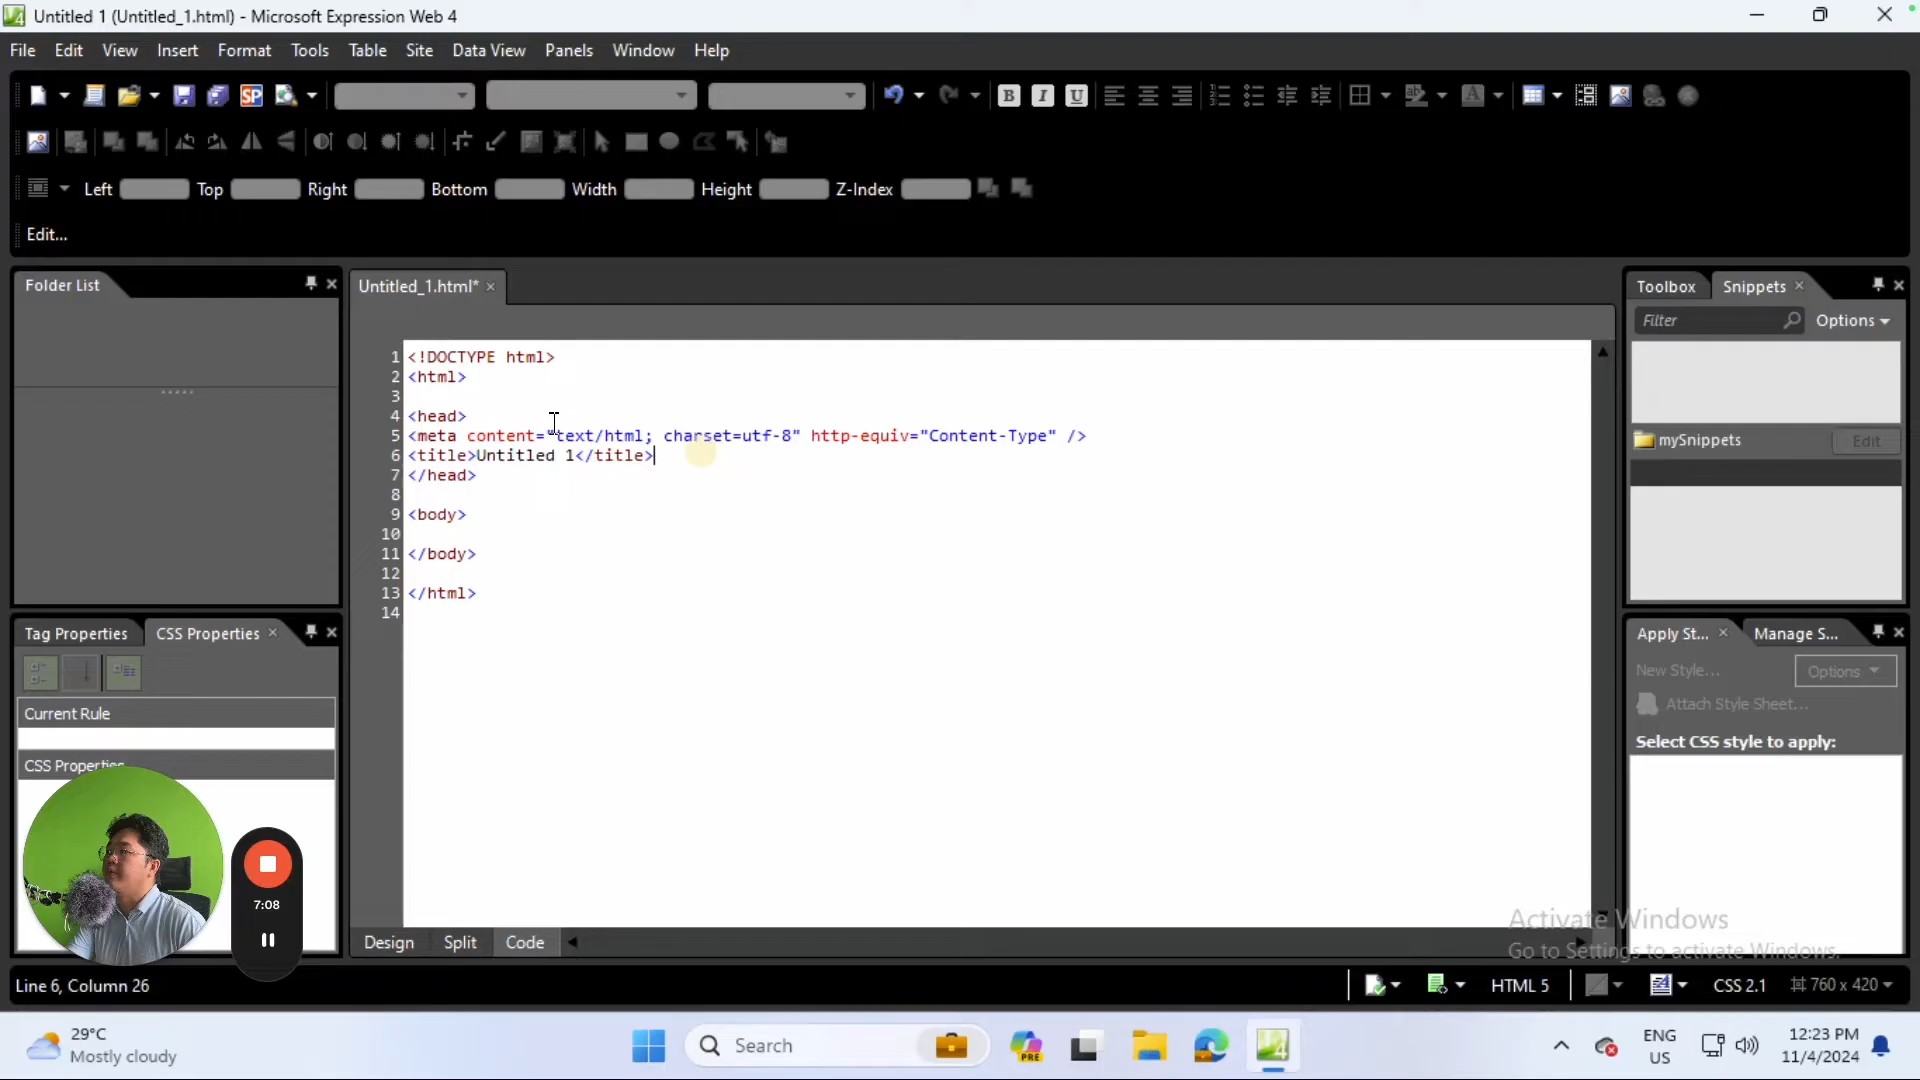 Untitled 1 (Untitled_1.html) - Microsoft Expression Web 4
File Edit View Insert Format Tools Table Site Data View Panels Window Help
SP
B I U
Left Top Right Bottom Width Height Z-Index
Edit...
Folder List
Untitled_1.html*
Toolbox Snippets
Filter Options
mySnippets Edit
1 <!DOCTYPE html>
2 <html>
3
4 <head>
5 <meta content="text/html; charset=utf-8" http-equiv="Content-Type" />
6 <title>Untitled 1</title>
7 </head>
8
9 <body>
10
11 </body>
12
13 </html>
14
Tag Properties CSS Properties
Current Rule
CSS Properties
Apply St... Manage S...
New Style... Options
Attach Style Sheet...
Select CSS style to apply:
7:08
Activate Windows
Go to Settings to activate Windows.
Design Split Code
Line 6, Column 26
HTML 5 CSS 2.1 760 x 420
29°C
Mostly cloudy
Search
PRE
V4
ENG
US
12:23 PM
11/4/2024